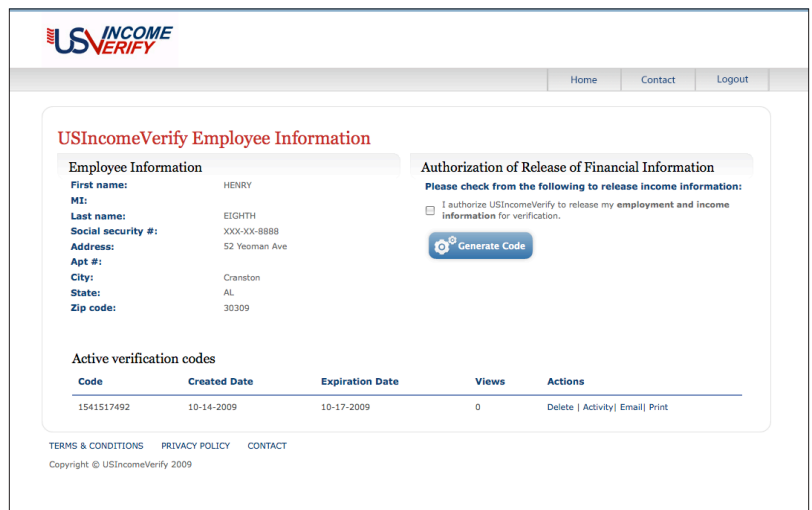 US INCOME
VERIFY
Home Contact Logout
USIncomeVerify Employee Information
Employee Information
First name: HENRY
MI:
Last name: EIGHTH
Social security #: XXX-XX-8888
Address: 52 Yeoman Ave
Apt #:
City: Cranston
State: AL
Zip code: 30309
Authorization of Release of Financial Information
Please check from the following to release income information:
I authorize USIncomeVerify to release my employment and income
information for verification.
Generate Code
Active verification codes
Code Created Date Expiration Date Views Actions
1541517492 10-14-2009 10-17-2009 0 Delete | Activity| Email| Print
TERMS & CONDITIONS PRIVACY POLICY CONTACT
Copyright © USIncomeVerify 2009